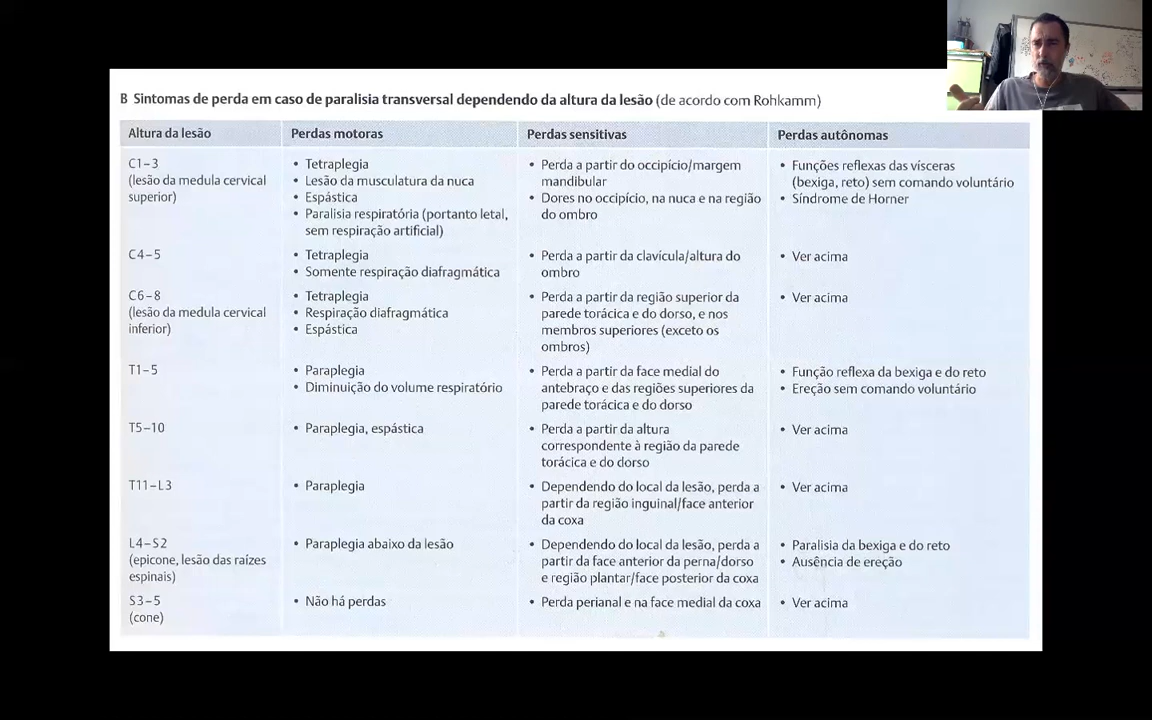 B Sintomas de perda em caso de paralisia transversal dependendo da altura da lesão (de acordo com Rohkamm)
Altura da lesão
Perdas motoras
Perdas sensitivas
Perdas autônomas
C1–3
(lesão da medula cervical
superior)
• Tetraplegia
• Lesão da musculatura da nuca
• Espástica
• Paralisia respiratória (portanto letal,
sem respiração artificial)
• Perda a partir do occipício/margem
mandibular
• Dores no occipício, na nuca e na região
do ombro
• Funções reflexas das vísceras
(bexiga, reto) sem comando voluntário
• Síndrome de Horner
C4–5
• Tetraplegia
• Somente respiração diafragmática
• Perda a partir da clavícula/altura do
ombro
• Ver acima
C6–8
(lesão da medula cervical
inferior)
• Tetraplegia
• Respiração diafragmática
• Espástica
• Perda a partir da região superior da
parede torácica e do dorso, e nos
membros superiores (exceto os
ombros)
• Ver acima
T1–5
• Paraplegia
• Diminuição do volume respiratório
• Perda a partir da face medial do
antebraço e das regiões superiores da
parede torácica e do dorso
• Função reflexa da bexiga e do reto
• Ereção sem comando voluntário
T5–10
• Paraplegia, espástica
• Perda a partir da altura
correspondente à região da parede
torácica e do dorso
• Ver acima
T11–L3
• Paraplegia
• Dependendo do local da lesão, perda a
partir da região inguinal/face anterior
da coxa
• Ver acima
L4–S2
(epicone, lesão das raízes
espinais)
• Paraplegia abaixo da lesão
• Dependendo do local da lesão, perda a
partir da face anterior da perna/dorso
e região plantar/face posterior da coxa
• Paralisia da bexiga e do reto
• Ausência de ereção
S3–5
(cone)
• Não há perdas
• Perda perianal e na face medial da coxa
• Ver acima